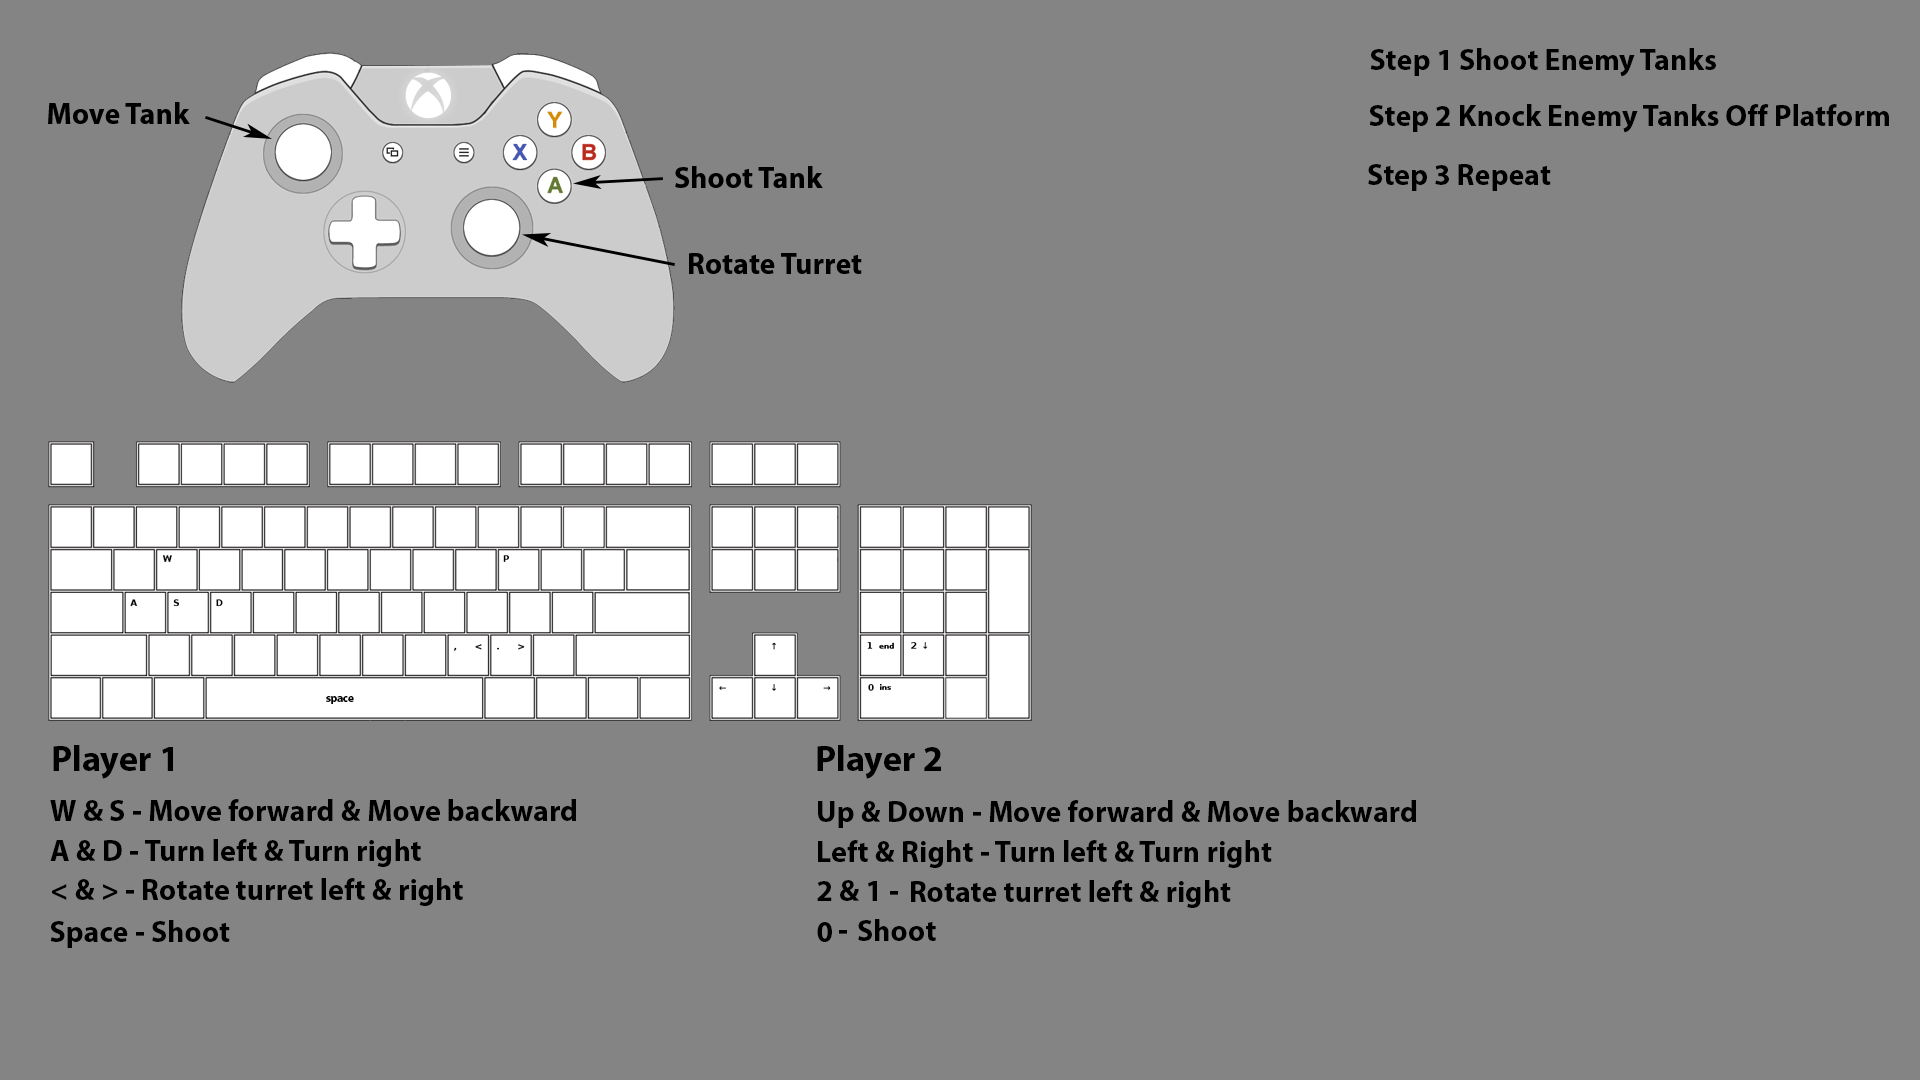 Move Tank
Y
X
B
A
Shoot Tank
Rotate Turret
Step 1 Shoot Enemy Tanks
Step 2 Knock Enemy Tanks Off Platform
Step 3 Repeat
W
P
A
S
D
, <
. >
↑
1 end
2 ↓
space
←
↓
→
0 ins
Player 1
W & S - Move forward & Move backward
A & D - Turn left & Turn right
< & > - Rotate turret left & right
Space - Shoot
Player 2
Up & Down - Move forward & Move backward
Left & Right - Turn left & Turn right
2 & 1 - Rotate turret left & right
0 - Shoot